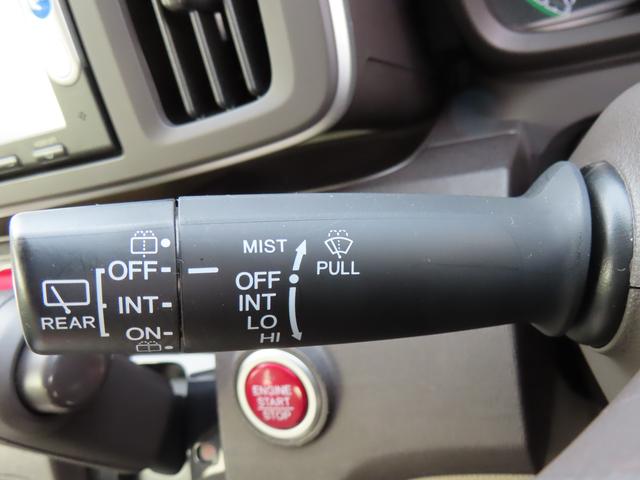 MIST
PULL
OFF
OFF
INT
INT
LO
REAR
ON
HI
ENGINE
START
STOP